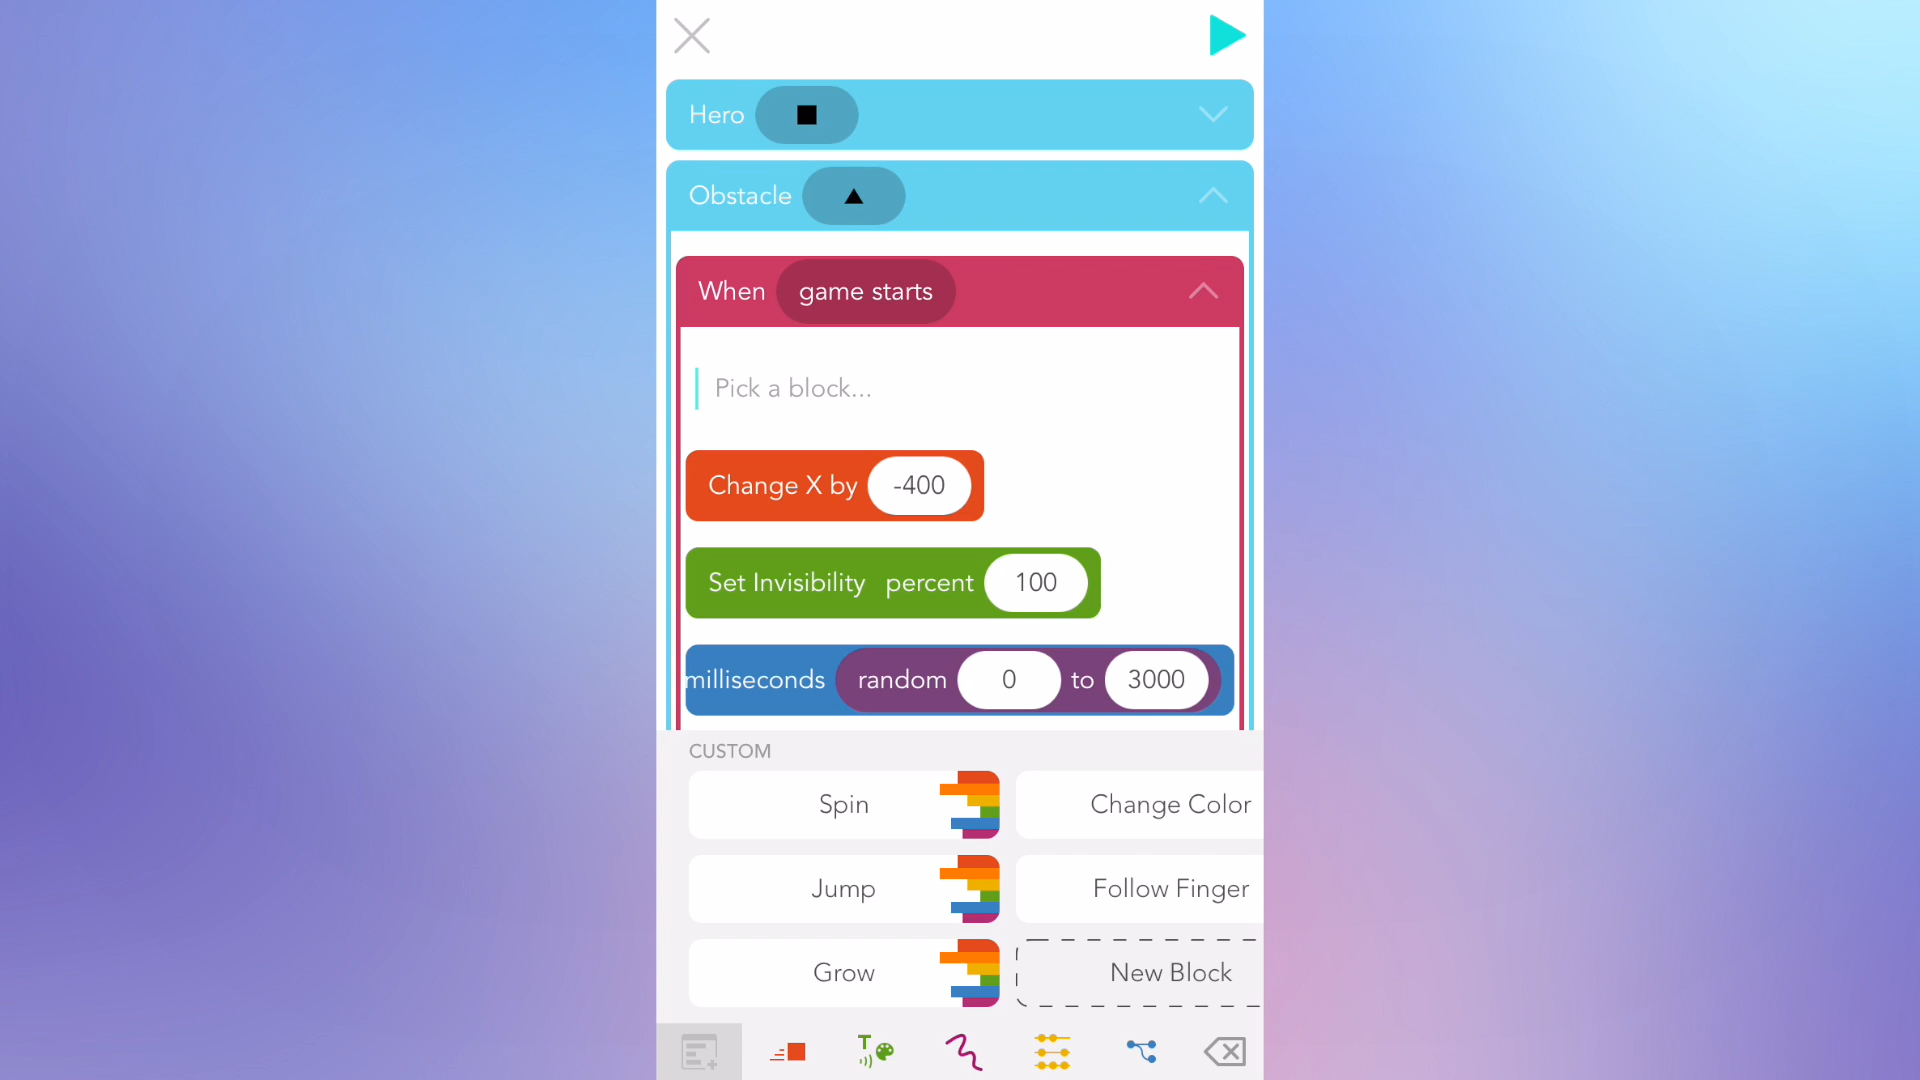 Hero
Obstacle
When game starts
Pick a block...
Change X by -400
Set Invisibility percent 100
milliseconds random 0 to 3000
CUSTOM
Spin Change Color
Jump Follow Finger
Grow New Block
T